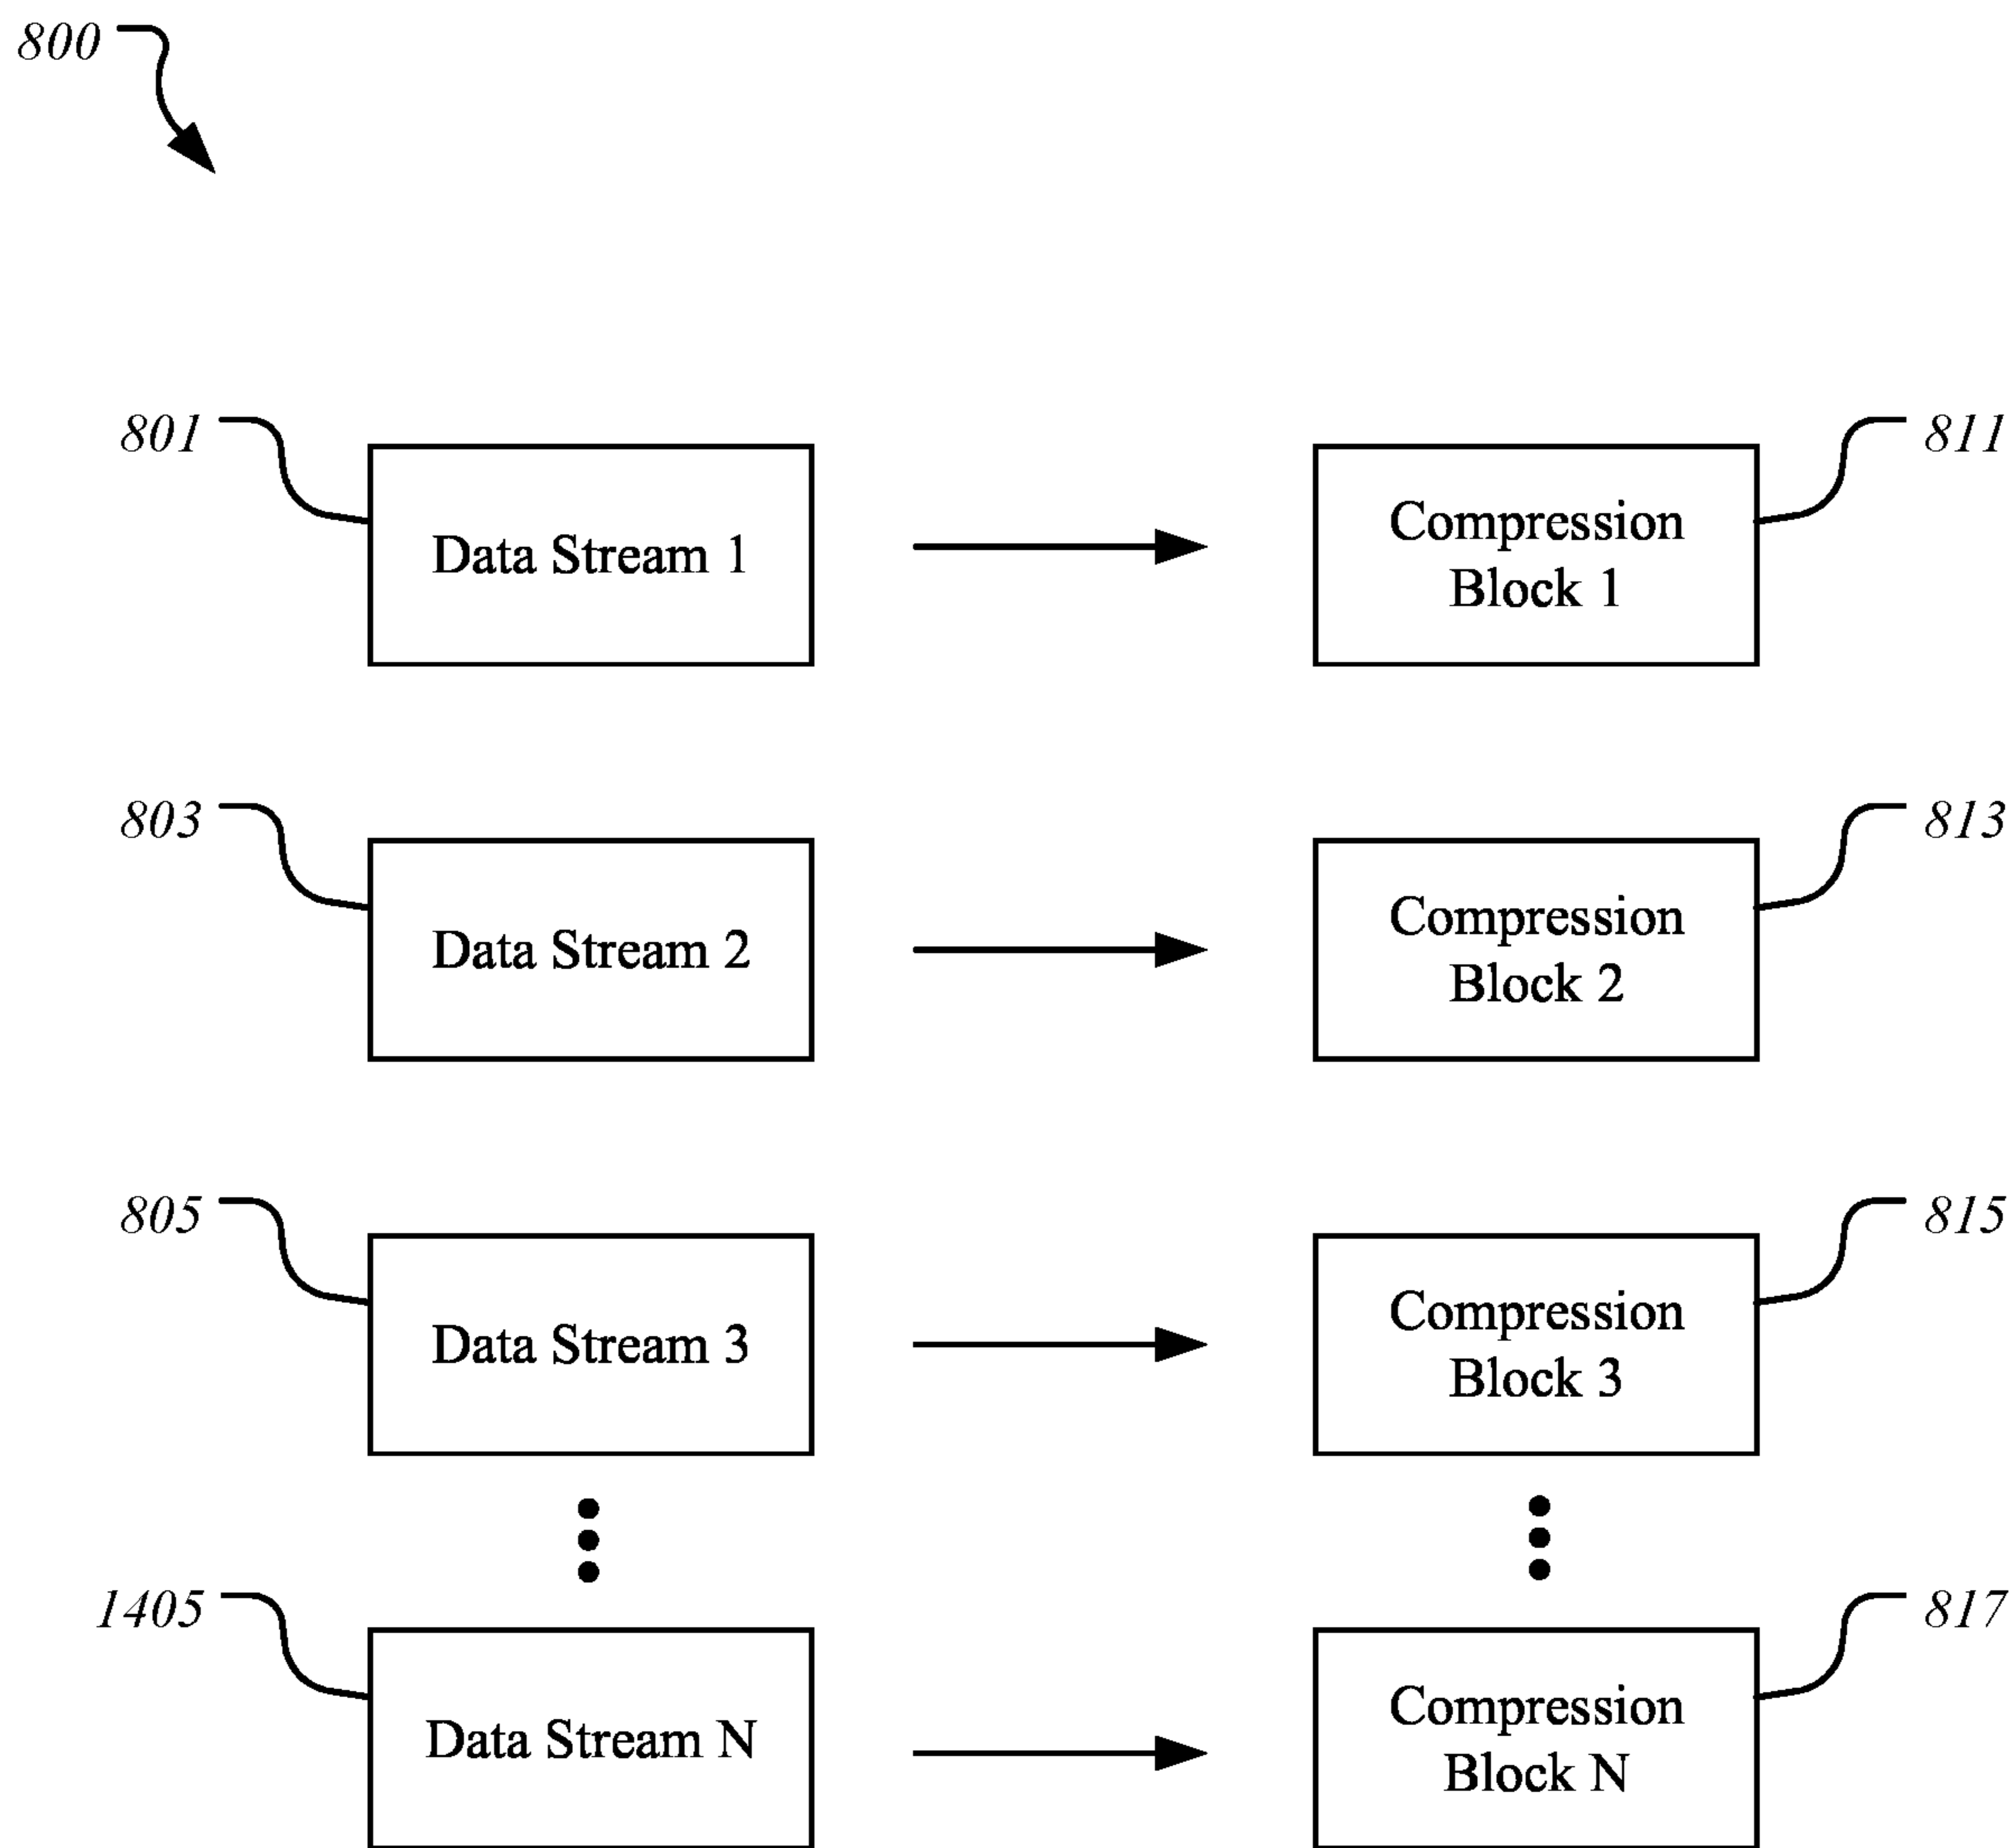 800
801
Data Stream 1
Compression
Block 1
811
803
Data Stream 2
Compression
Block 2
813
805
Data Stream 3
Compression
Block 3
815
1405
Data Stream N
Compression
Block N
817